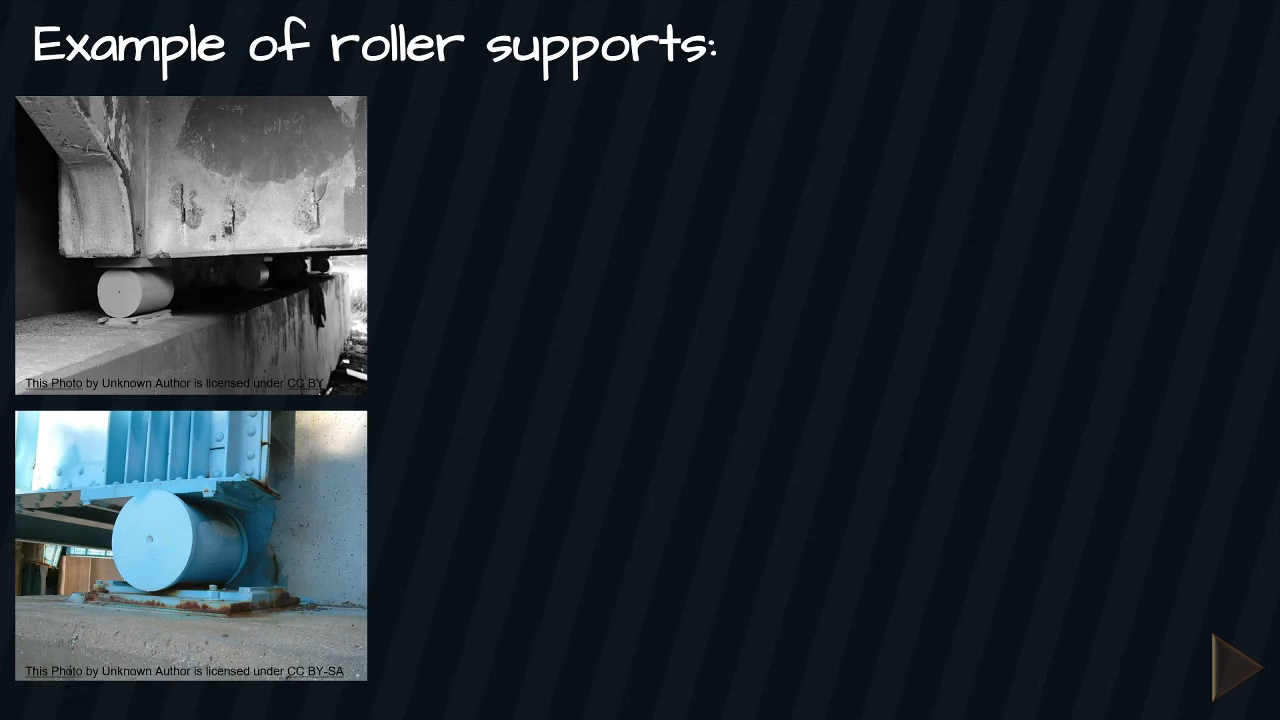 Example of roller supports:
This Photo by Unknown Author is licensed under CC BY
This Photo by Unknown Author is licensed under CC BY-SA